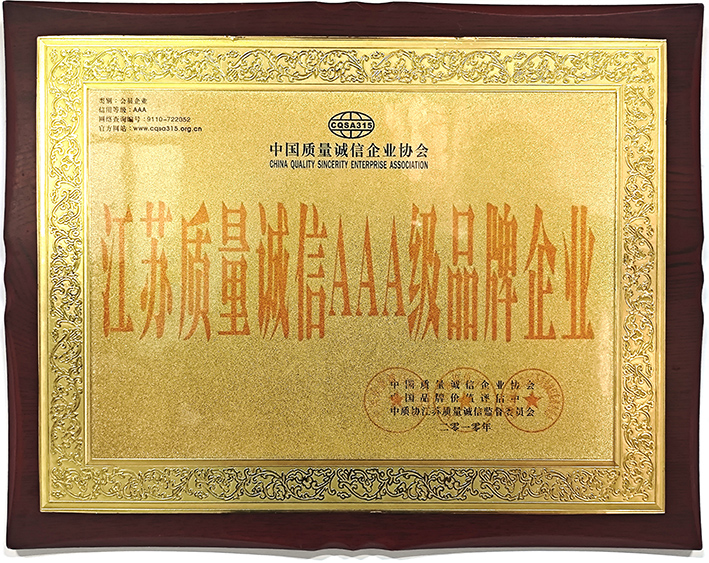 类别：会员企业
信用等级：AAA
网络查询编号：9110-722052
官方网站：www.cqsa315.org.cn
CQSA315
中国质量诚信企业协会
CHINA QUALITY SINCERITY ENTERPRISE ASSOCIATION
江苏质量诚信AAA级品牌企业
中国质量诚信企业协会
中国品牌价值评估中
中质协江苏质量诚信监督委员会
二零一零年